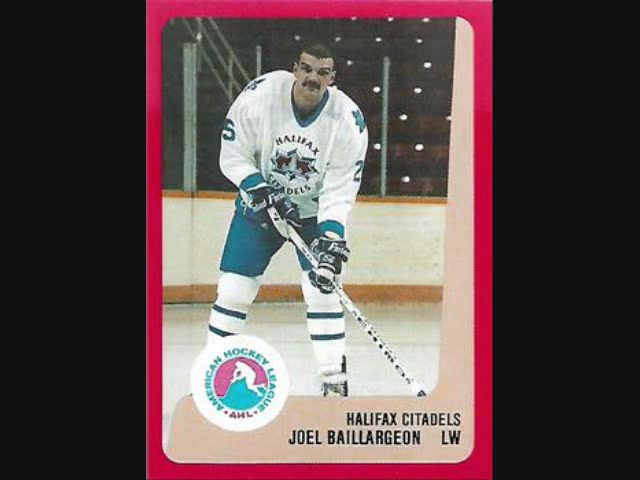 HALIFAX
CITADELS
AMERICAN HOCKEY LEAGUE
• AHL •
HALIFAX CITADELS
JOEL BAILLARGEON LW